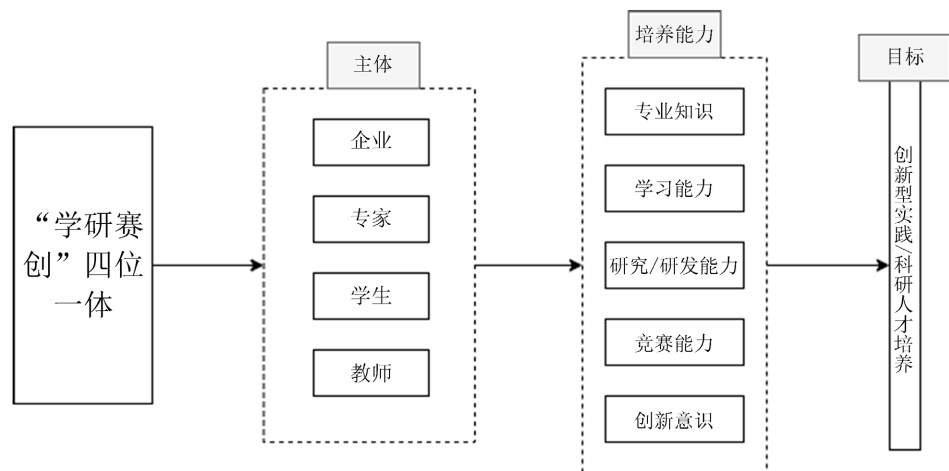 “学研赛
创”四位
一体
主体
企业
专家
学生
教师
培养能力
专业知识
学习能力
研究/研发能力
竞赛能力
创新意识
目标
创新型实践/科研人才培养